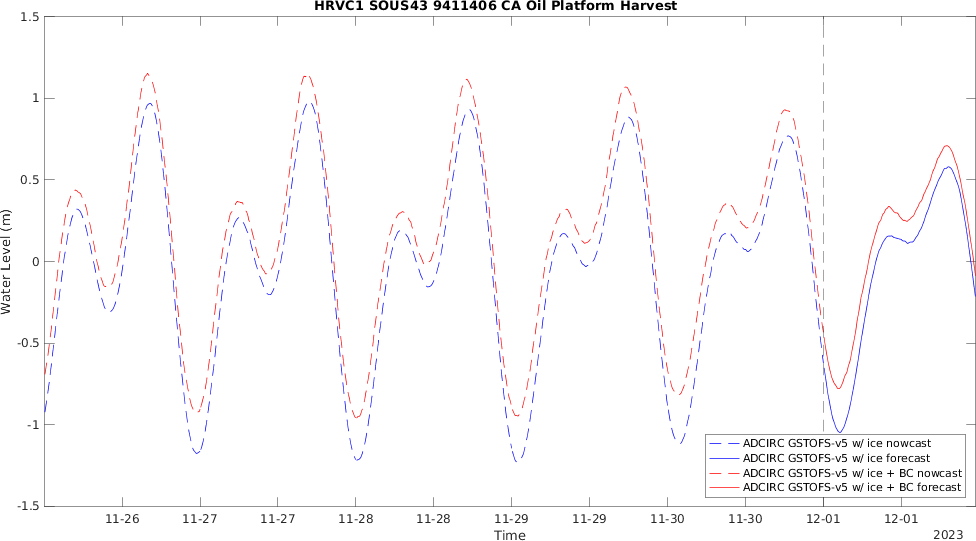 HRVC1 SOUS43 9411406 CA Oil Platform Harvest
1.5
1
0.5
0
-0.5
-1
-1.5
Water Level (m)
11-26
11-27
11-27
11-28
11-28
11-29
11-29
11-30
11-30
12-01
12-01
Time
2023
ADCIRC GSTOFS-v5 w/ ice nowcast
ADCIRC GSTOFS-v5 w/ ice forecast
ADCIRC GSTOFS-v5 w/ ice + BC nowcast
ADCIRC GSTOFS-v5 w/ ice + BC forecast